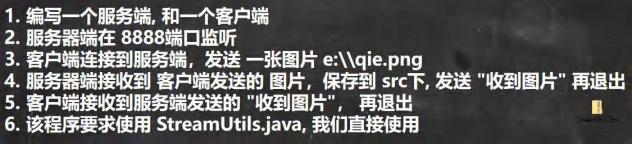 1. 编写一个服务端, 和一个客户端
2. 服务器端在 8888端口监听
3. 客户端连接到服务端，发送 一张图片 e:\\qie.png
4. 服务器端接收到 客户端发送的 图片，保存到 src下, 发送 "收到图片" 再退出
5. 客户端接收到服务端发送的 "收到图片"， 再退出
6. 该程序要求使用 StreamUtils.java, 我们直接使用